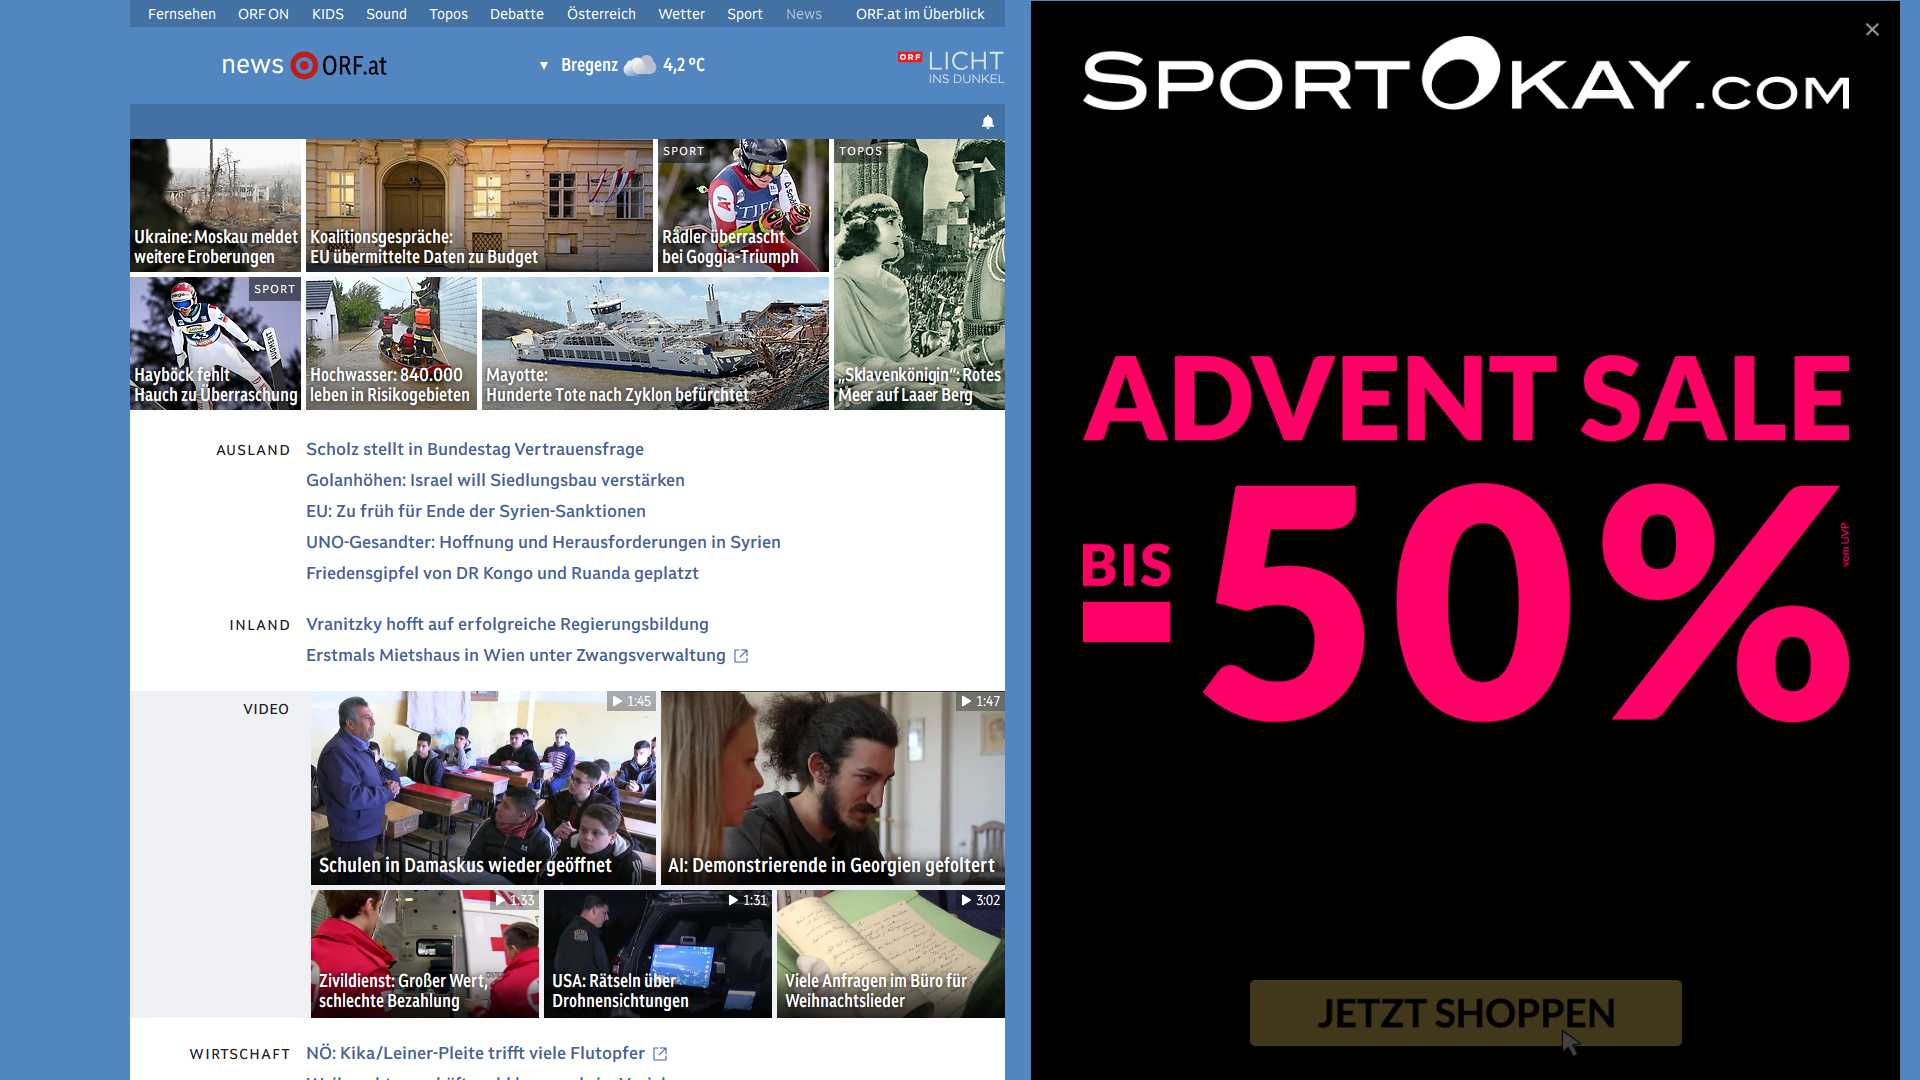 Fernsehen ORF ON KIDS Sound Topos Debatte Österreich Wetter Sport News ORF.at im Überblick
news ORF.at
Bregenz 4,2 °C
ORF LICHT
INS DUNKEL
Ukraine: Moskau meldet
weitere Eroberungen
Koalitionsgespräche:
EU übermittelte Daten zu Budget
SPORT
Rädler überrascht
bei Goggia-Triumph
TOPOS
„Sklavenkönigin“: Rotes
Meer auf Laaer Berg
SPORT
Hayböck fehlt
Hauch zu Überraschung
Hochwasser: 840.000
leben in Risikogebieten
Mayotte:
Hunderte Tote nach Zyklon befürchtet
AUSLAND
Scholz stellt in Bundestag Vertrauensfrage
Golanhöhen: Israel will Siedlungsbau verstärken
EU: Zu früh für Ende der Syrien-Sanktionen
UNO-Gesandter: Hoffnung und Herausforderungen in Syrien
Friedensgipfel von DR Kongo und Ruanda geplatzt
INLAND
Vranitzky hofft auf erfolgreiche Regierungsbildung
Erstmals Mietshaus in Wien unter Zwangsverwaltung
VIDEO
1:45
Schulen in Damaskus wieder geöffnet
1:47
AI: Demonstrierende in Georgien gefoltert
1:33
Zivildienst: Großer Wert,
schlechte Bezahlung
1:31
USA: Rätseln über
Drohnensichtungen
3:02
Viele Anfragen im Büro für
Weihnachtslieder
WIRTSCHAFT
NÖ: Kika/Leiner-Pleite trifft viele Flutopfer
SPORTOKAY.COM
ADVENT SALE
BIS
-50%
vom UVP
JETZT SHOPPEN